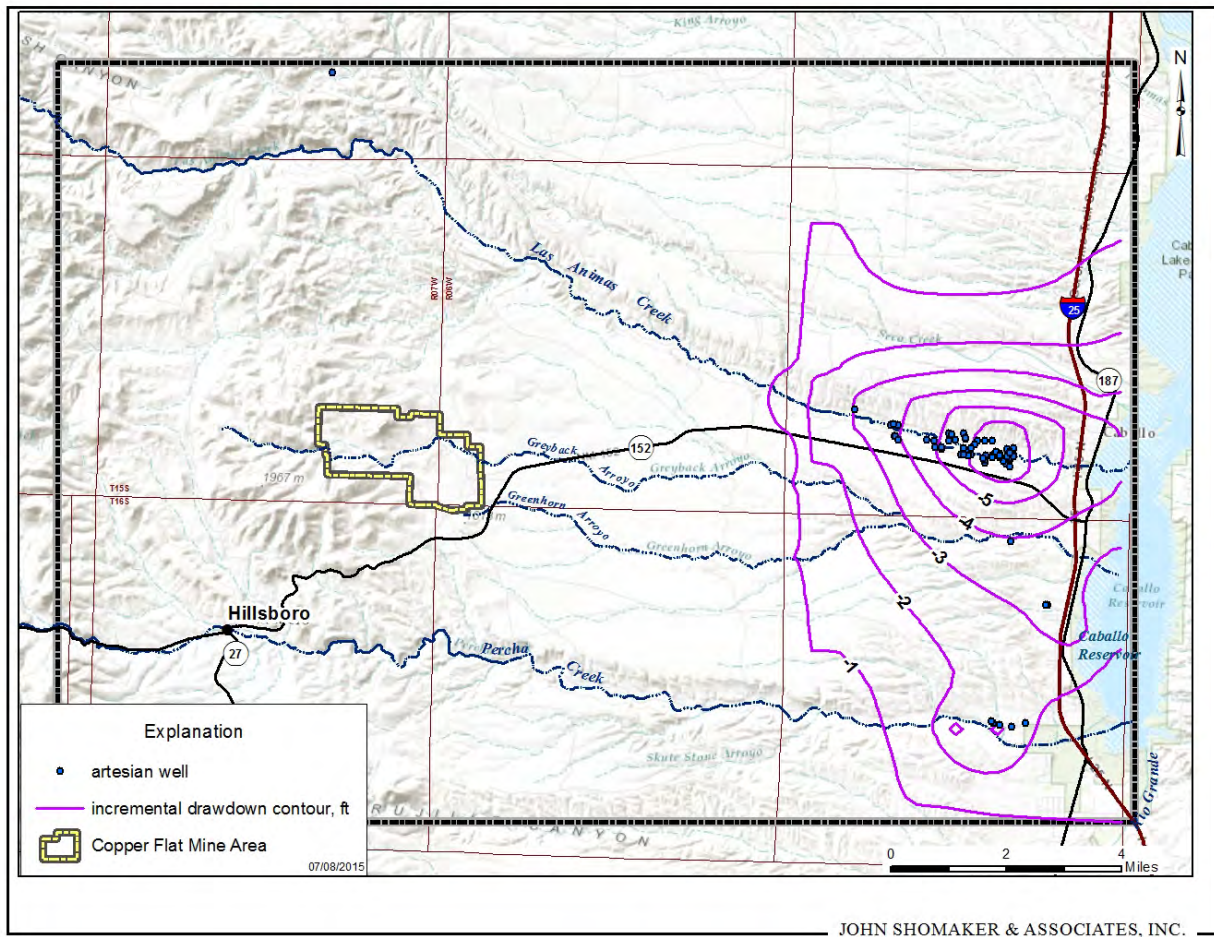 King Arroyo
SH CANYON
N
Las Animas Creek
R07W
R06W
Seco Creek
25
187
Caballo
152
Greyback Arroyo
Greyback Arroyo
1967 m
T15S
T16S
Greenhorn Arroyo
Greenhorn Arroyo
-5
-4
-3
-2
-1
Hillsboro
27
Caballo
Reservoir
Caballo
Reservoir
Percha Creek
Skute Stone Arroyo
Rio Grande
CANYON
Explanation
artesian well
incremental drawdown contour, ft
Copper Flat Mine Area
07/08/2015
0 2 4
Miles
JOHN SHOMAKER & ASSOCIATES, INC.